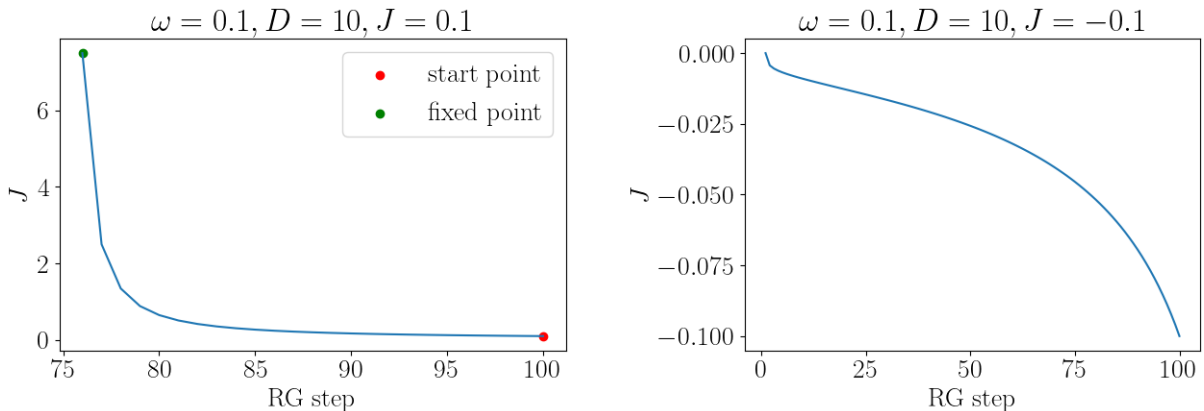 ω = 0.1, D = 10, J = 0.1
start point
fixed point
6
4
2
0
J
75 80 85 90 95 100
RG step
ω = 0.1, D = 10, J = −0.1
0.000
−0.025
−0.050
−0.075
−0.100
J
0 25 50 75 100
RG step